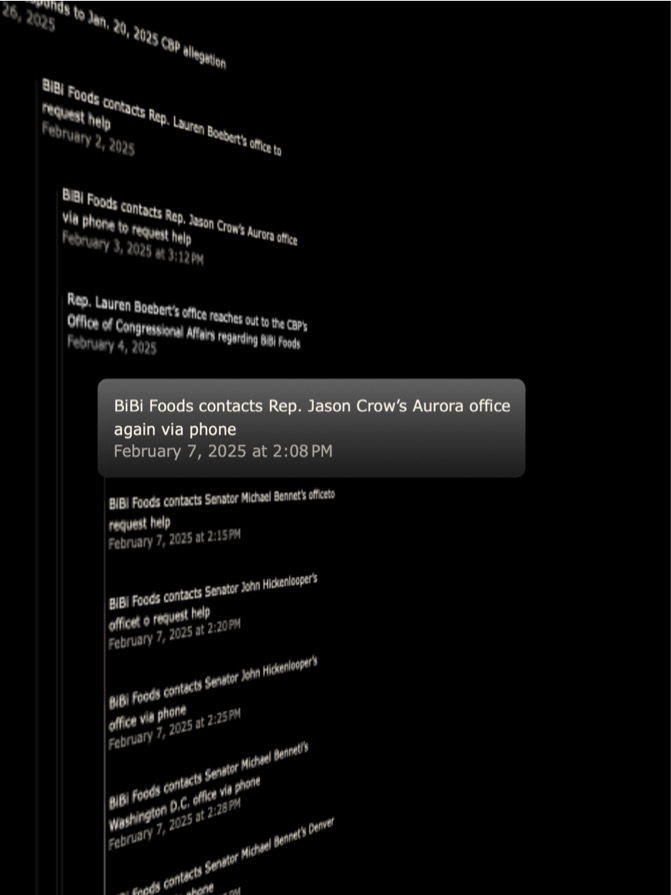 to Jan. 20, 2025 CBP allegation
26, 2025
BiBi Foods contacts Rep. Lauren Boebert's office to
request help
February 2, 2025
BiBi Foods contacts Rep. Jason Crow's Aurora office
via phone to request help
February 3, 2025 at 3:12 PM
Rep. Lauren Boebert's office reaches out to the CBP's
Office of Congressional Affairs regarding BiBi Foods
February 4, 2025
BiBi Foods contacts Rep. Jason Crow’s Aurora office
again via phone
February 7, 2025 at 2:08 PM
BiBi Foods contacts Senator Michael Bennet's officeto
request help
February 7, 2025 at 2:15 PM
BiBi Foods contacts Senator John Hickenlooper's
officet o request help
February 7, 2025 at 2:20 PM
BiBi Foods contacts Senator John Hickenlooper's
office via phone
February 7, 2025 at 2:25 PM
BiBi Foods contacts Senator Michael Bennett's
Washington D.C. office via phone
February 7, 2025 at 2:28 PM
Foods contacts Senator Michael Bennet's Denver
phone